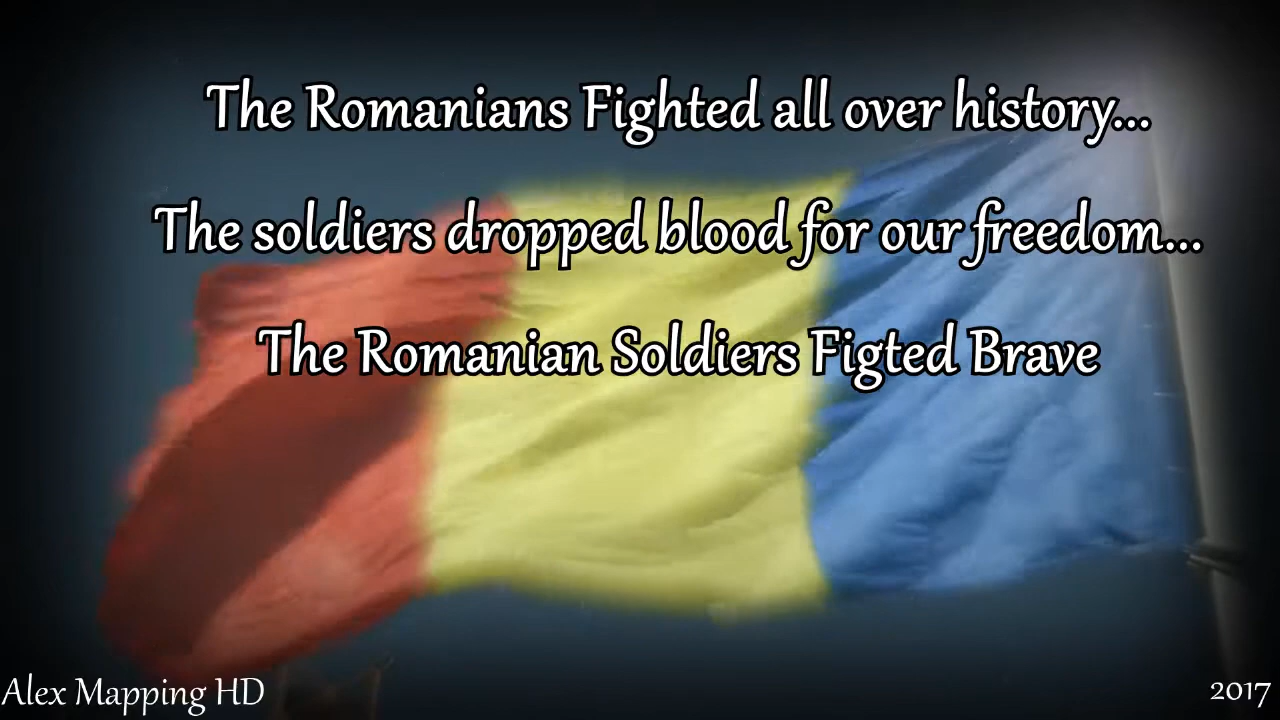 The Romanians Fighted all over history...
The soldiers dropped blood for our freedom...
The Romanian Soldiers Figted Brave
Alex Mapping HD
2017